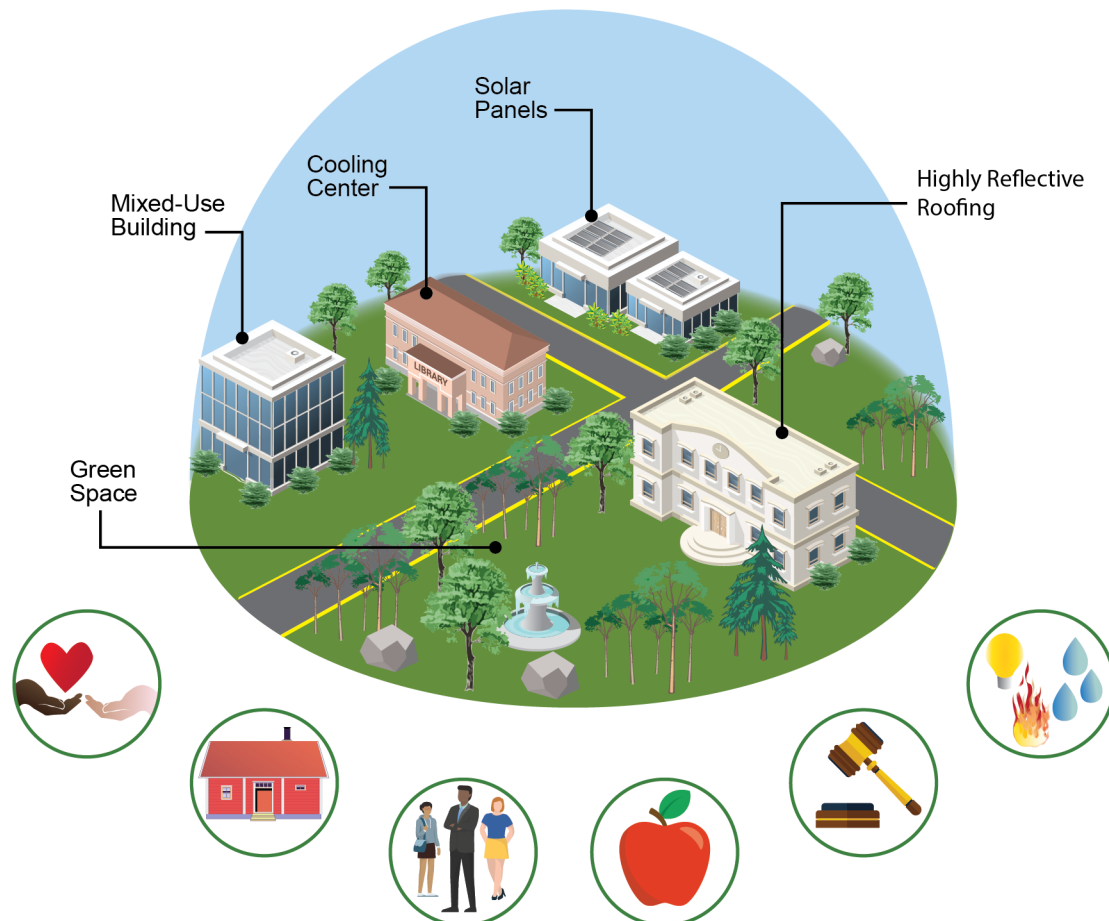 Solar
Panels
Cooling
Center
Mixed-Use
Building
Highly Reflective
Roofing
LIBRARY
Green
Space